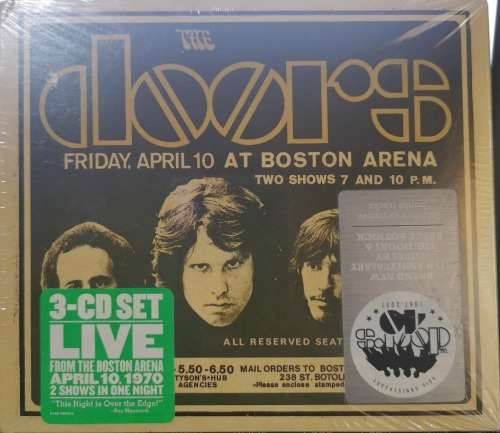 THE
doors
FRIDAY, APRIL 10 AT BOSTON ARENA
TWO SHOWS 7 AND 10 P.M.
ALL RESERVED SEAT
5.50-6.50
TYSON'S·HUB
AGENCIES
MAIL ORDERS TO BOST
238 ST. BOTOL
Please enclose stamped
3-CD SET
LIVE
FROM THE BOSTON ARENA
APRIL 10, 1970
2 SHOWS IN ONE NIGHT
"This Night is Over the Edge!"
—Ray Manzarek